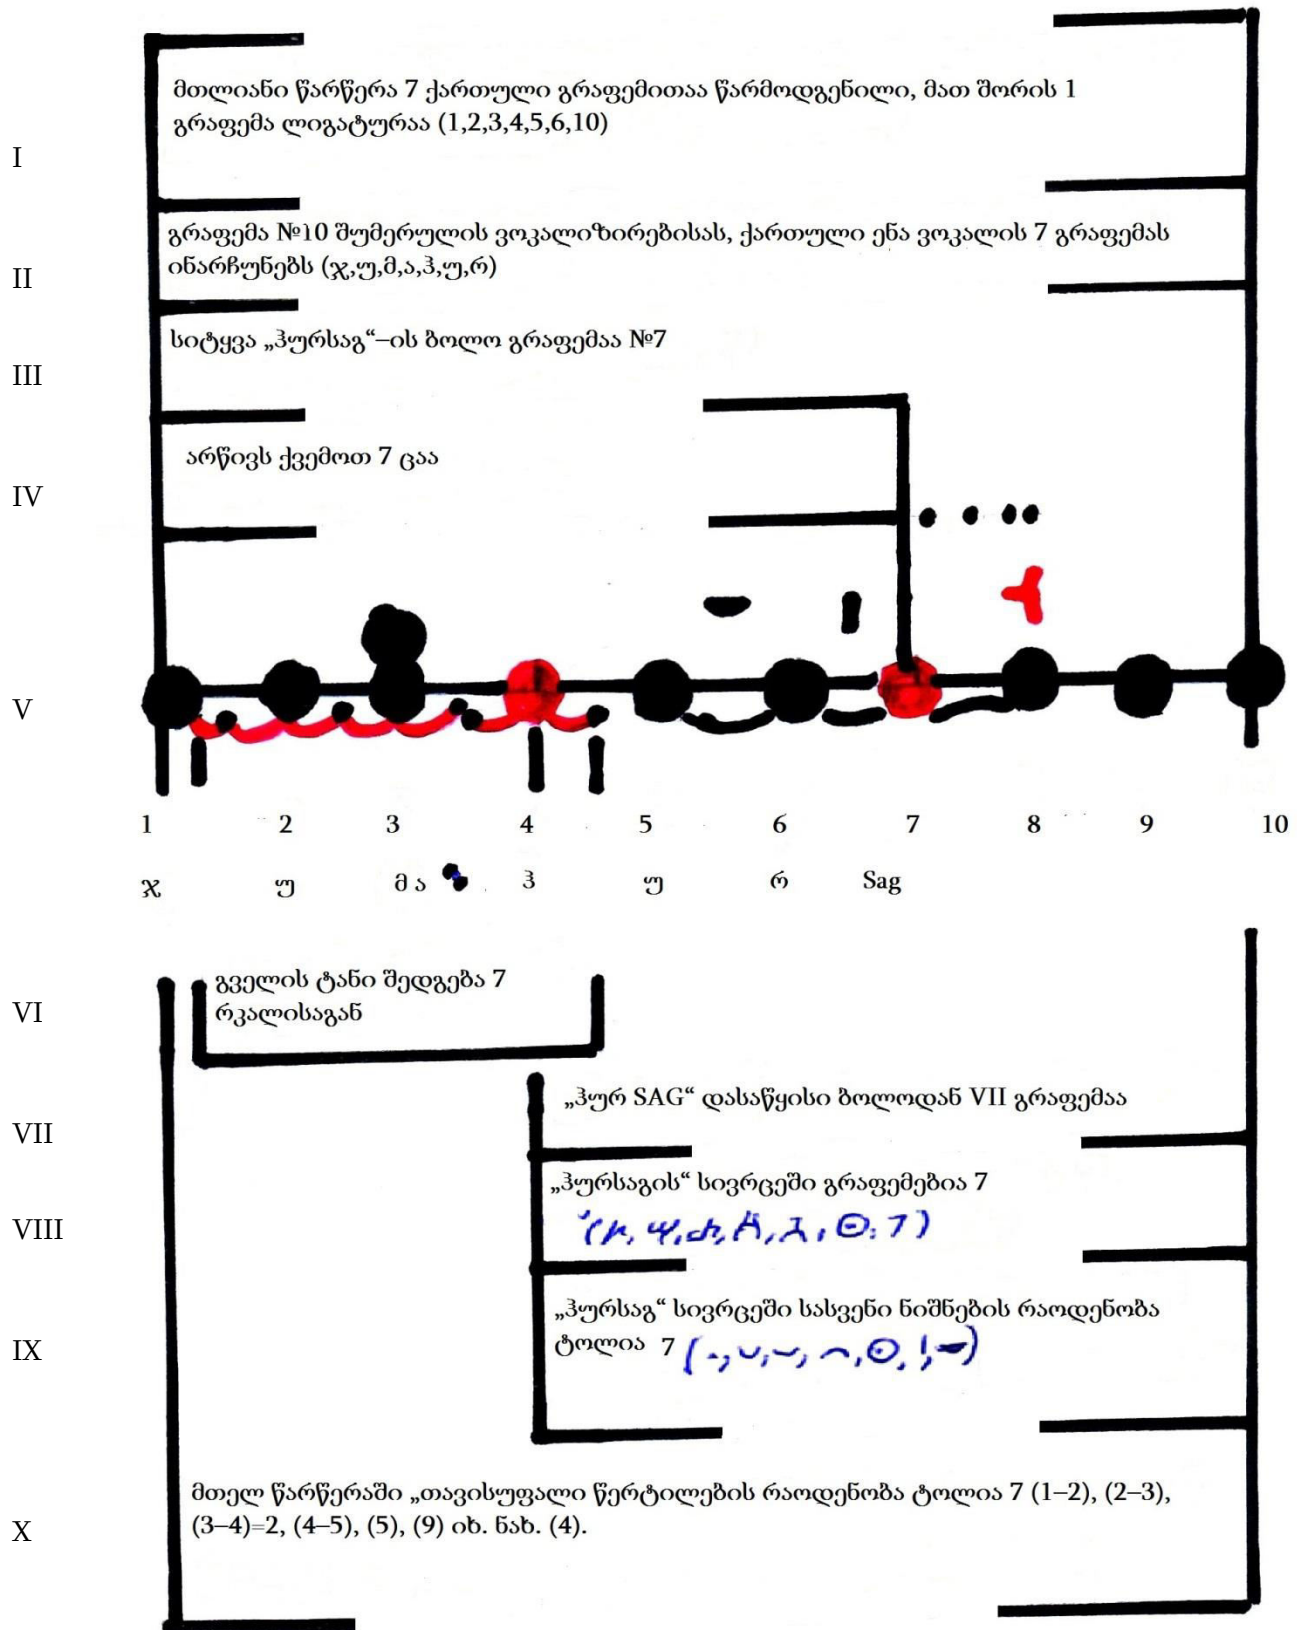 მთლიანი წარწერა 7 ქართული გრაფემითაა წარმოდგენილი, მათ შორის 1
გრაფემა ლიგატურაა (1,2,3,4,5,6,10)
I
გრაფემა №10 შუმერულის ვოკალიზირებისას, ქართული ენა ვოკალის 7 გრაფემას
ინარჩუნებს (ჯ,უ,მ,ა,ჰ,უ,რ)
II
სიტყვა „ჰურსაგ“–ის ბოლო გრაფემაა №7
III
არწივს ქვემოთ 7 ცაა
IV
V
1 2 3 4 5 6 7 8 9 10
ჯ უ მ ა ჰ უ რ Sag
გველის ტანი შედგება 7
რკალისაგან
VI
„ჰურ SAG“ დასაწყისი ბოლოდან VII გრაფემაა
VII
„ჰურსაგის“ სივრცეში გრაფემებია 7
VIII
„ჰურსაგ“ სივრცეში სასვენი ნიშნების რაოდენობა
ტოლია 7
IX
მთელ წარწერაში „თავისუფალი წერტილების რაოდენობა ტოლია 7 (1–2), (2–3),
(3–4)=2, (4–5), (5), (9) იხ. ნახ. (4).
X